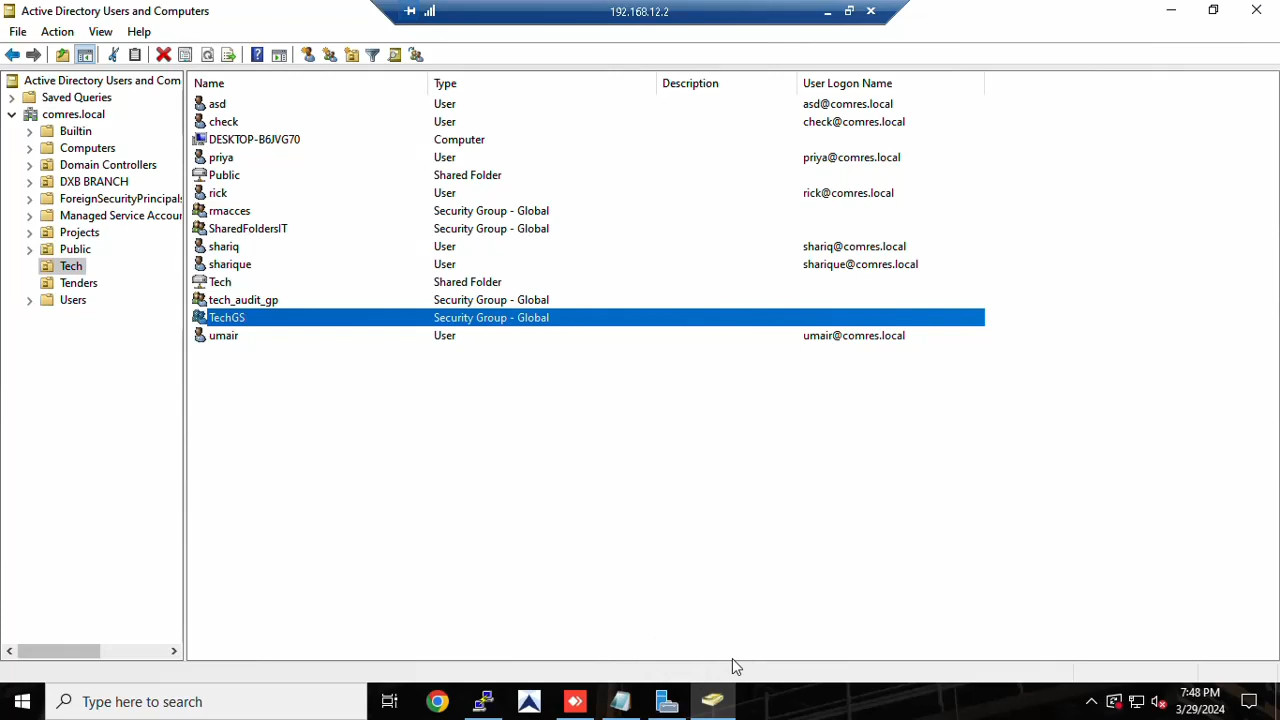 Active Directory Users and Computers
192.168.12.2
File Action View Help
Active Directory Users and Com
Saved Queries
comres.local
Builtin
Computers
Domain Controllers
DXB BRANCH
ForeignSecurityPrincipals
Managed Service Accou
Projects
Public
Tech
Tenders
Users
Name Type Description User Logon Name
asd User asd@comres.local
check User check@comres.local
DESKTOP-B6JVG70 Computer
priya User priya@comres.local
Public Shared Folder
rick User rick@comres.local
rmacces Security Group - Global
SharedFoldersIT Security Group - Global
shariq User shariq@comres.local
sharique User sharique@comres.local
Tech Shared Folder
tech_audit_gp Security Group - Global
TechGS Security Group - Global
umair User umair@comres.local
Type here to search
7:48 PM
3/29/2024